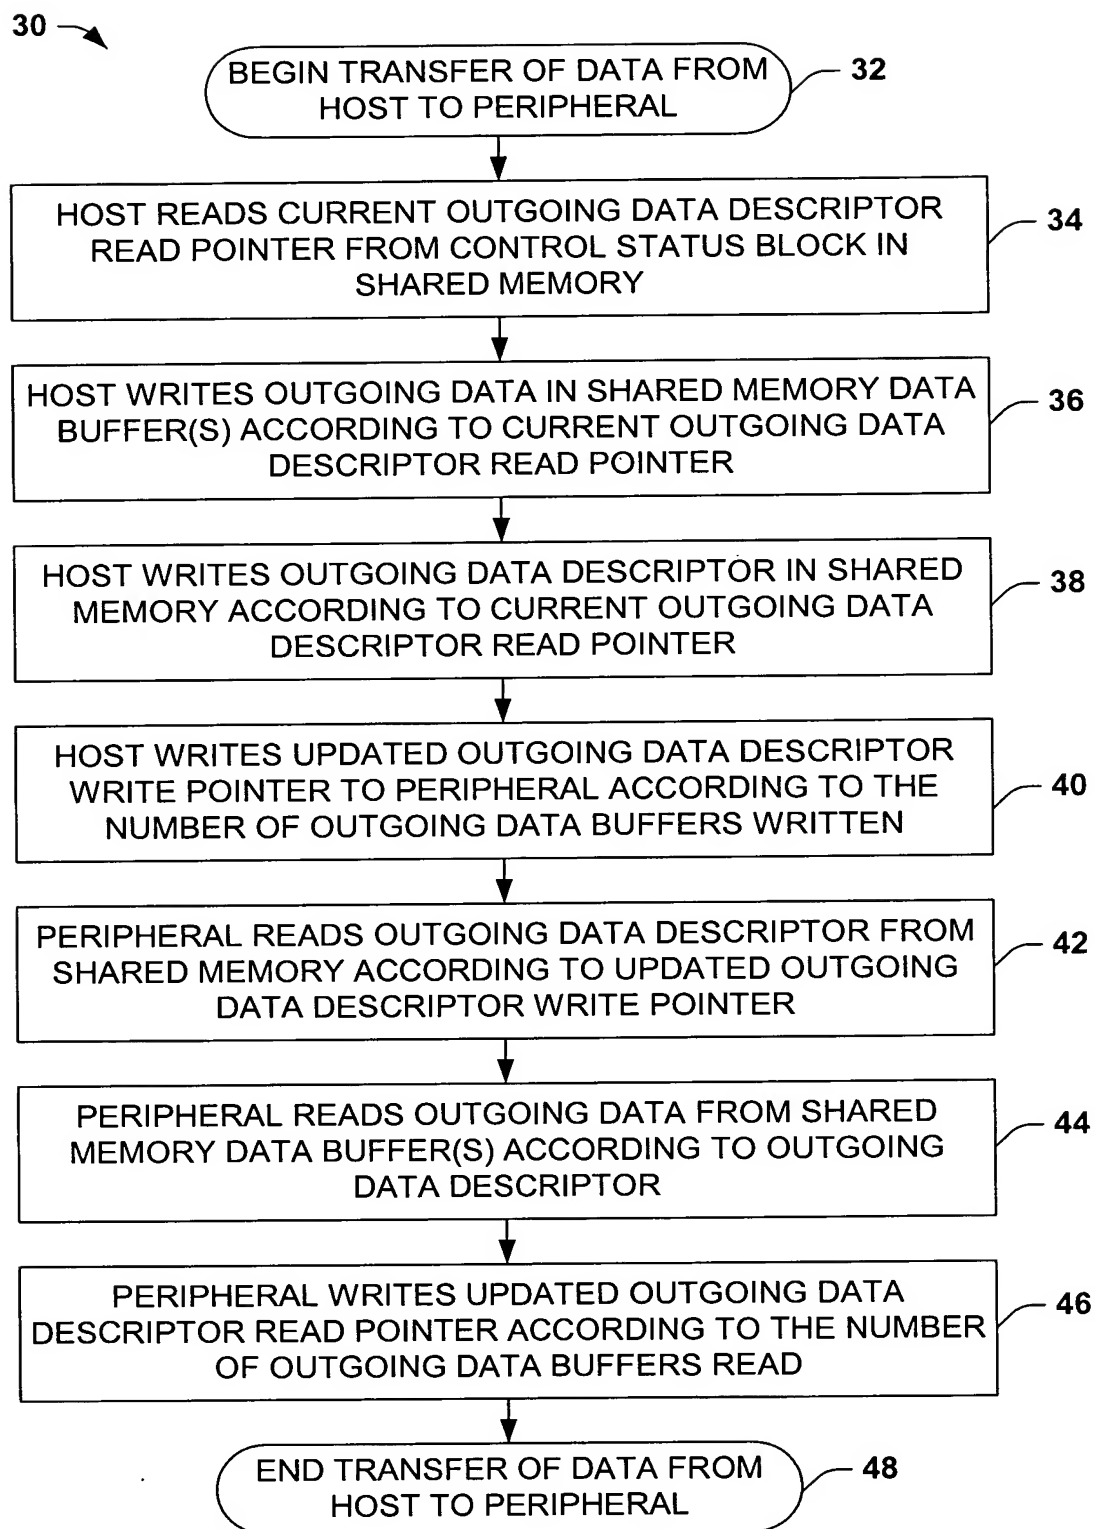 30
BEGIN TRANSFER OF DATA FROM
HOST TO PERIPHERAL
32
HOST READS CURRENT OUTGOING DATA DESCRIPTOR
READ POINTER FROM CONTROL STATUS BLOCK IN
SHARED MEMORY
34
HOST WRITES OUTGOING DATA IN SHARED MEMORY DATA
BUFFER(S) ACCORDING TO CURRENT OUTGOING DATA
DESCRIPTOR READ POINTER
36
HOST WRITES OUTGOING DATA DESCRIPTOR IN SHARED
MEMORY ACCORDING TO CURRENT OUTGOING DATA
DESCRIPTOR READ POINTER
38
HOST WRITES UPDATED OUTGOING DATA DESCRIPTOR
WRITE POINTER TO PERIPHERAL ACCORDING TO THE
NUMBER OF OUTGOING DATA BUFFERS WRITTEN
40
PERIPHERAL READS OUTGOING DATA DESCRIPTOR FROM
SHARED MEMORY ACCORDING TO UPDATED OUTGOING
DATA DESCRIPTOR WRITE POINTER
42
PERIPHERAL READS OUTGOING DATA FROM SHARED
MEMORY DATA BUFFER(S) ACCORDING TO OUTGOING
DATA DESCRIPTOR
44
PERIPHERAL WRITES UPDATED OUTGOING DATA
DESCRIPTOR READ POINTER ACCORDING TO THE NUMBER
OF OUTGOING DATA BUFFERS READ
46
END TRANSFER OF DATA FROM
HOST TO PERIPHERAL
48